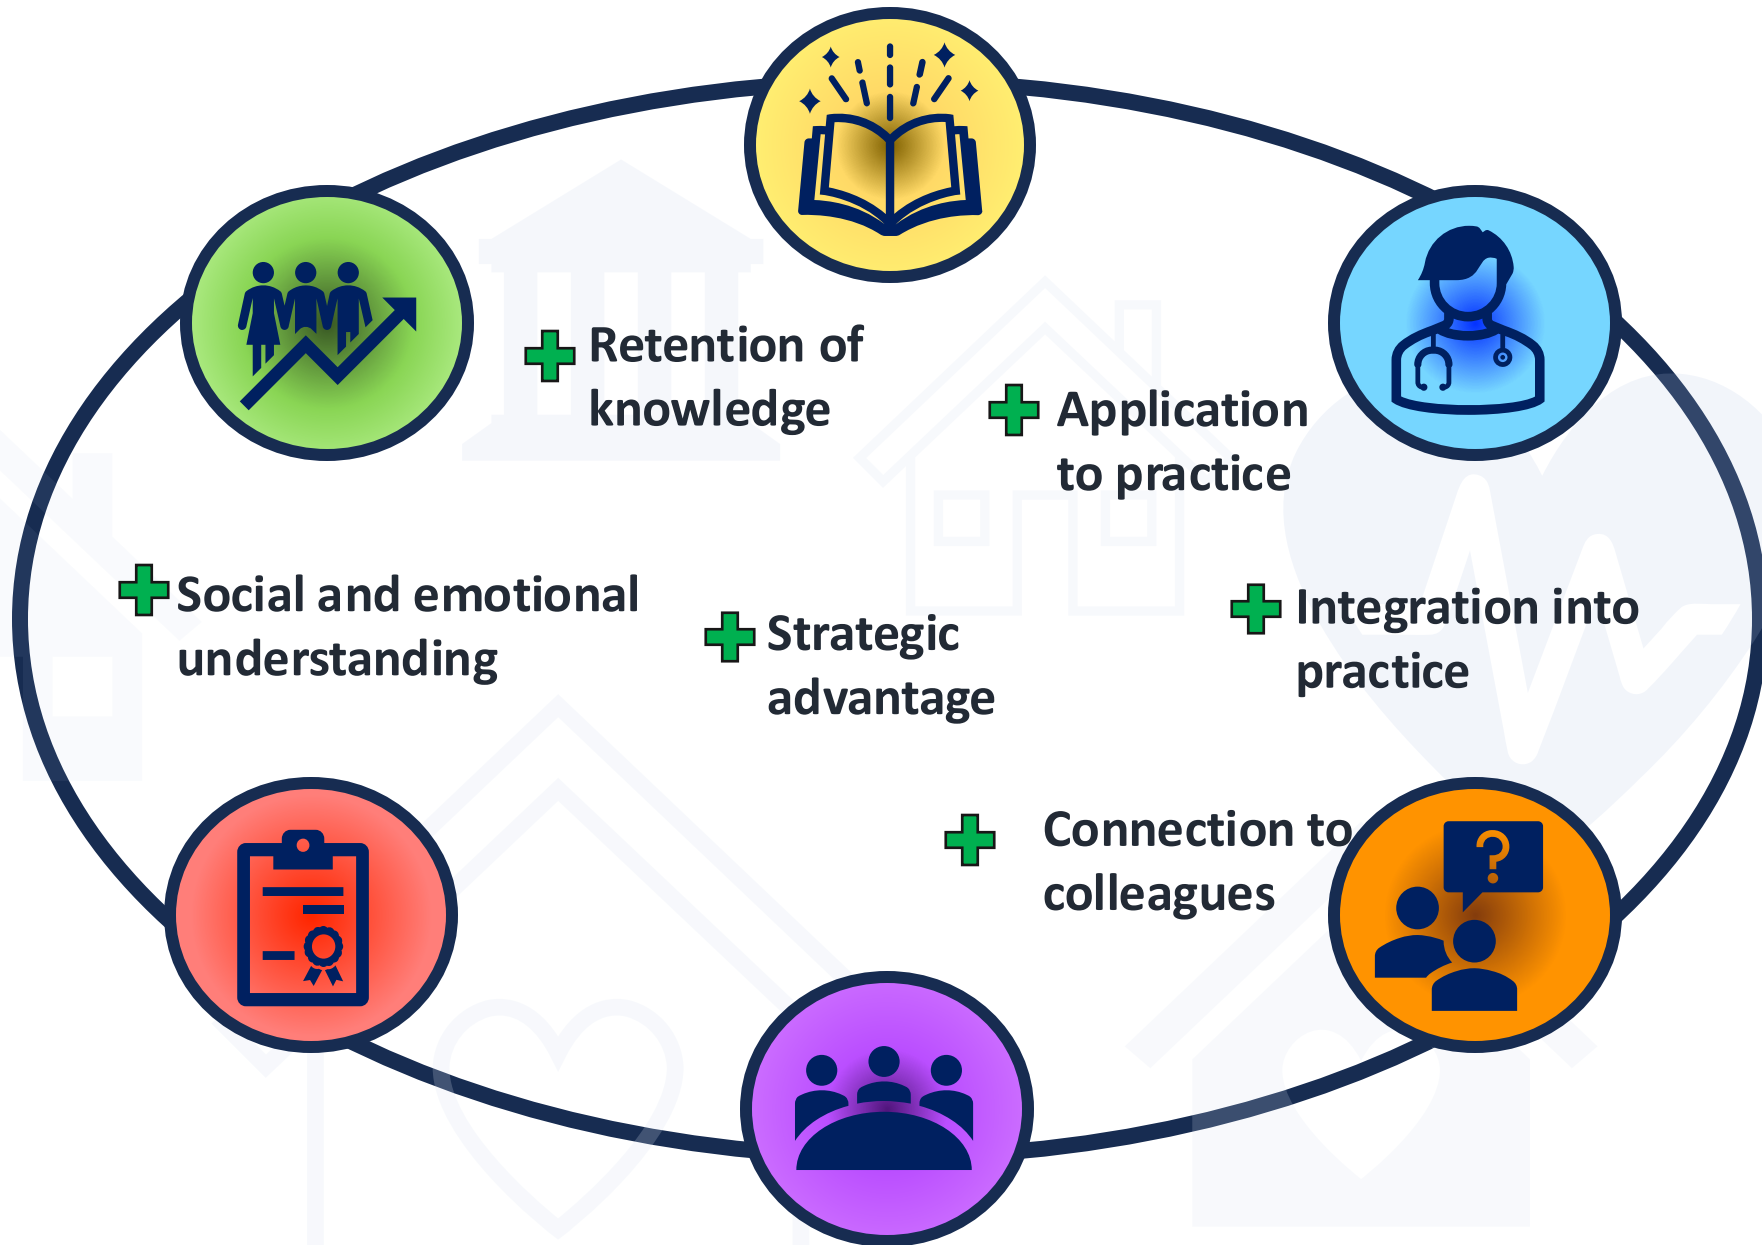 Retention of
knowledge
Application
to practice
Social and emotional
understanding
Strategic
advantage
Integration into
practice
Connection to
colleagues
?